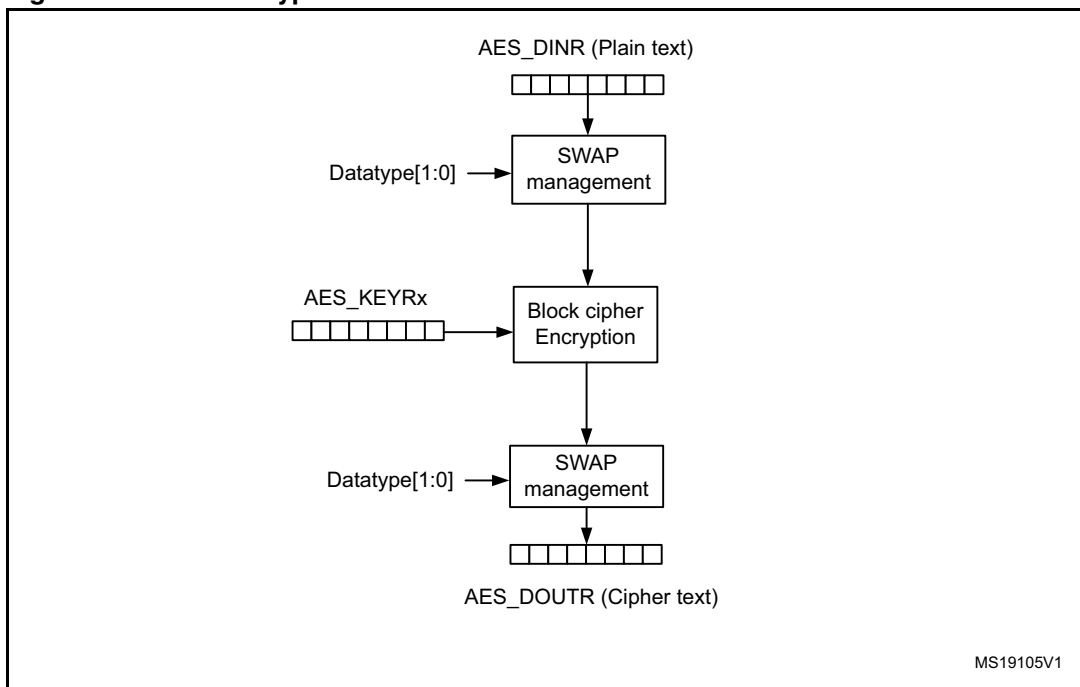 AES_DINR (Plain text)
SWAP
management
Datatype[1:0]
AES_KEYRx
Block cipher
Encryption
SWAP
management
Datatype[1:0]
AES_DOUTR (Cipher text)
MS19105V1